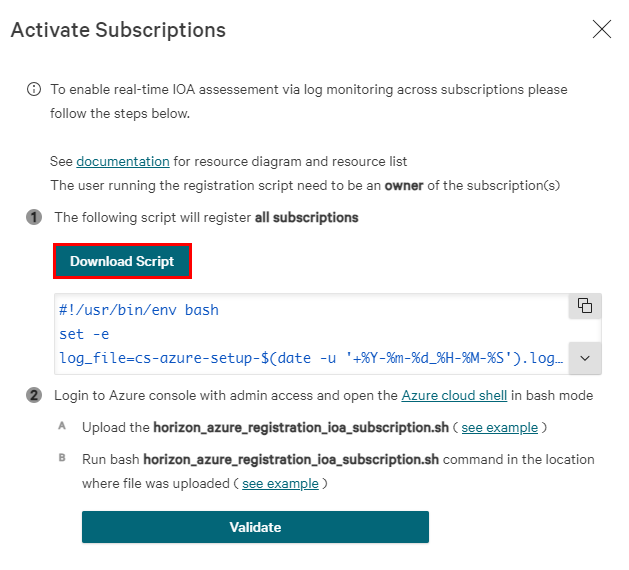 Activate Subscriptions
To enable real-time IOA assessement via log monitoring across subscriptions please
follow the steps below.
See documentation for resource diagram and resource list
The user running the registration script need to be an owner of the subscription(s)
1 The following script will register all subscriptions
Download Script
#!/usr/bin/env bash
set -e
log_file=cs-azure-setup-$(date -u '+%Y-%m-%d_%H-%M-%S').log…
2 Login to Azure console with admin access and open the Azure cloud shell in bash mode
A Upload the horizon_azure_registration_ioa_subscription.sh ( see example )
B Run bash horizon_azure_registration_ioa_subscription.sh command in the location
where file was uploaded ( see example )
Validate